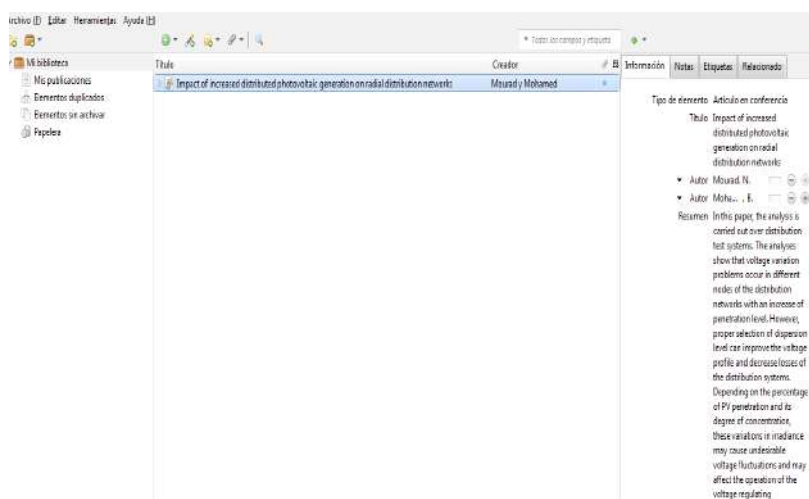 Archivo (F) Editar Herramientas Ayuda (H)
Todos los campos y etiquetas
Mi biblioteca
Mis publicaciones
Elementos duplicados
Elementos sin archivar
Papelera
Título Creador
Impact of increased distributed photovoltaic generation on radial distribution networks Mourad y Mohamed
Información Notas Etiquetas Relacionado
Tipo de elemento Artículo en conferencia
Título Impact of increased
distributed photovoltaic
generation on radial
distribution networks
Autor Mourad, N.
Autor Moha... , B.
Resumen In this paper, the analysis is
carried out over distribution
test systems. The analyses
show that voltage variation
problems occur in different
nodes of the distribution
networks with an increase of
penetration level. However,
proper selection of dispersion
level can improve the voltage
profile and decrease losses of
the distribution systems.
Depending on the percentage
of PV penetration and its
degree of concentration,
these variations in irradiance
may cause undesirable
voltage fluctuations and may
affect the operation of the
voltage regulating